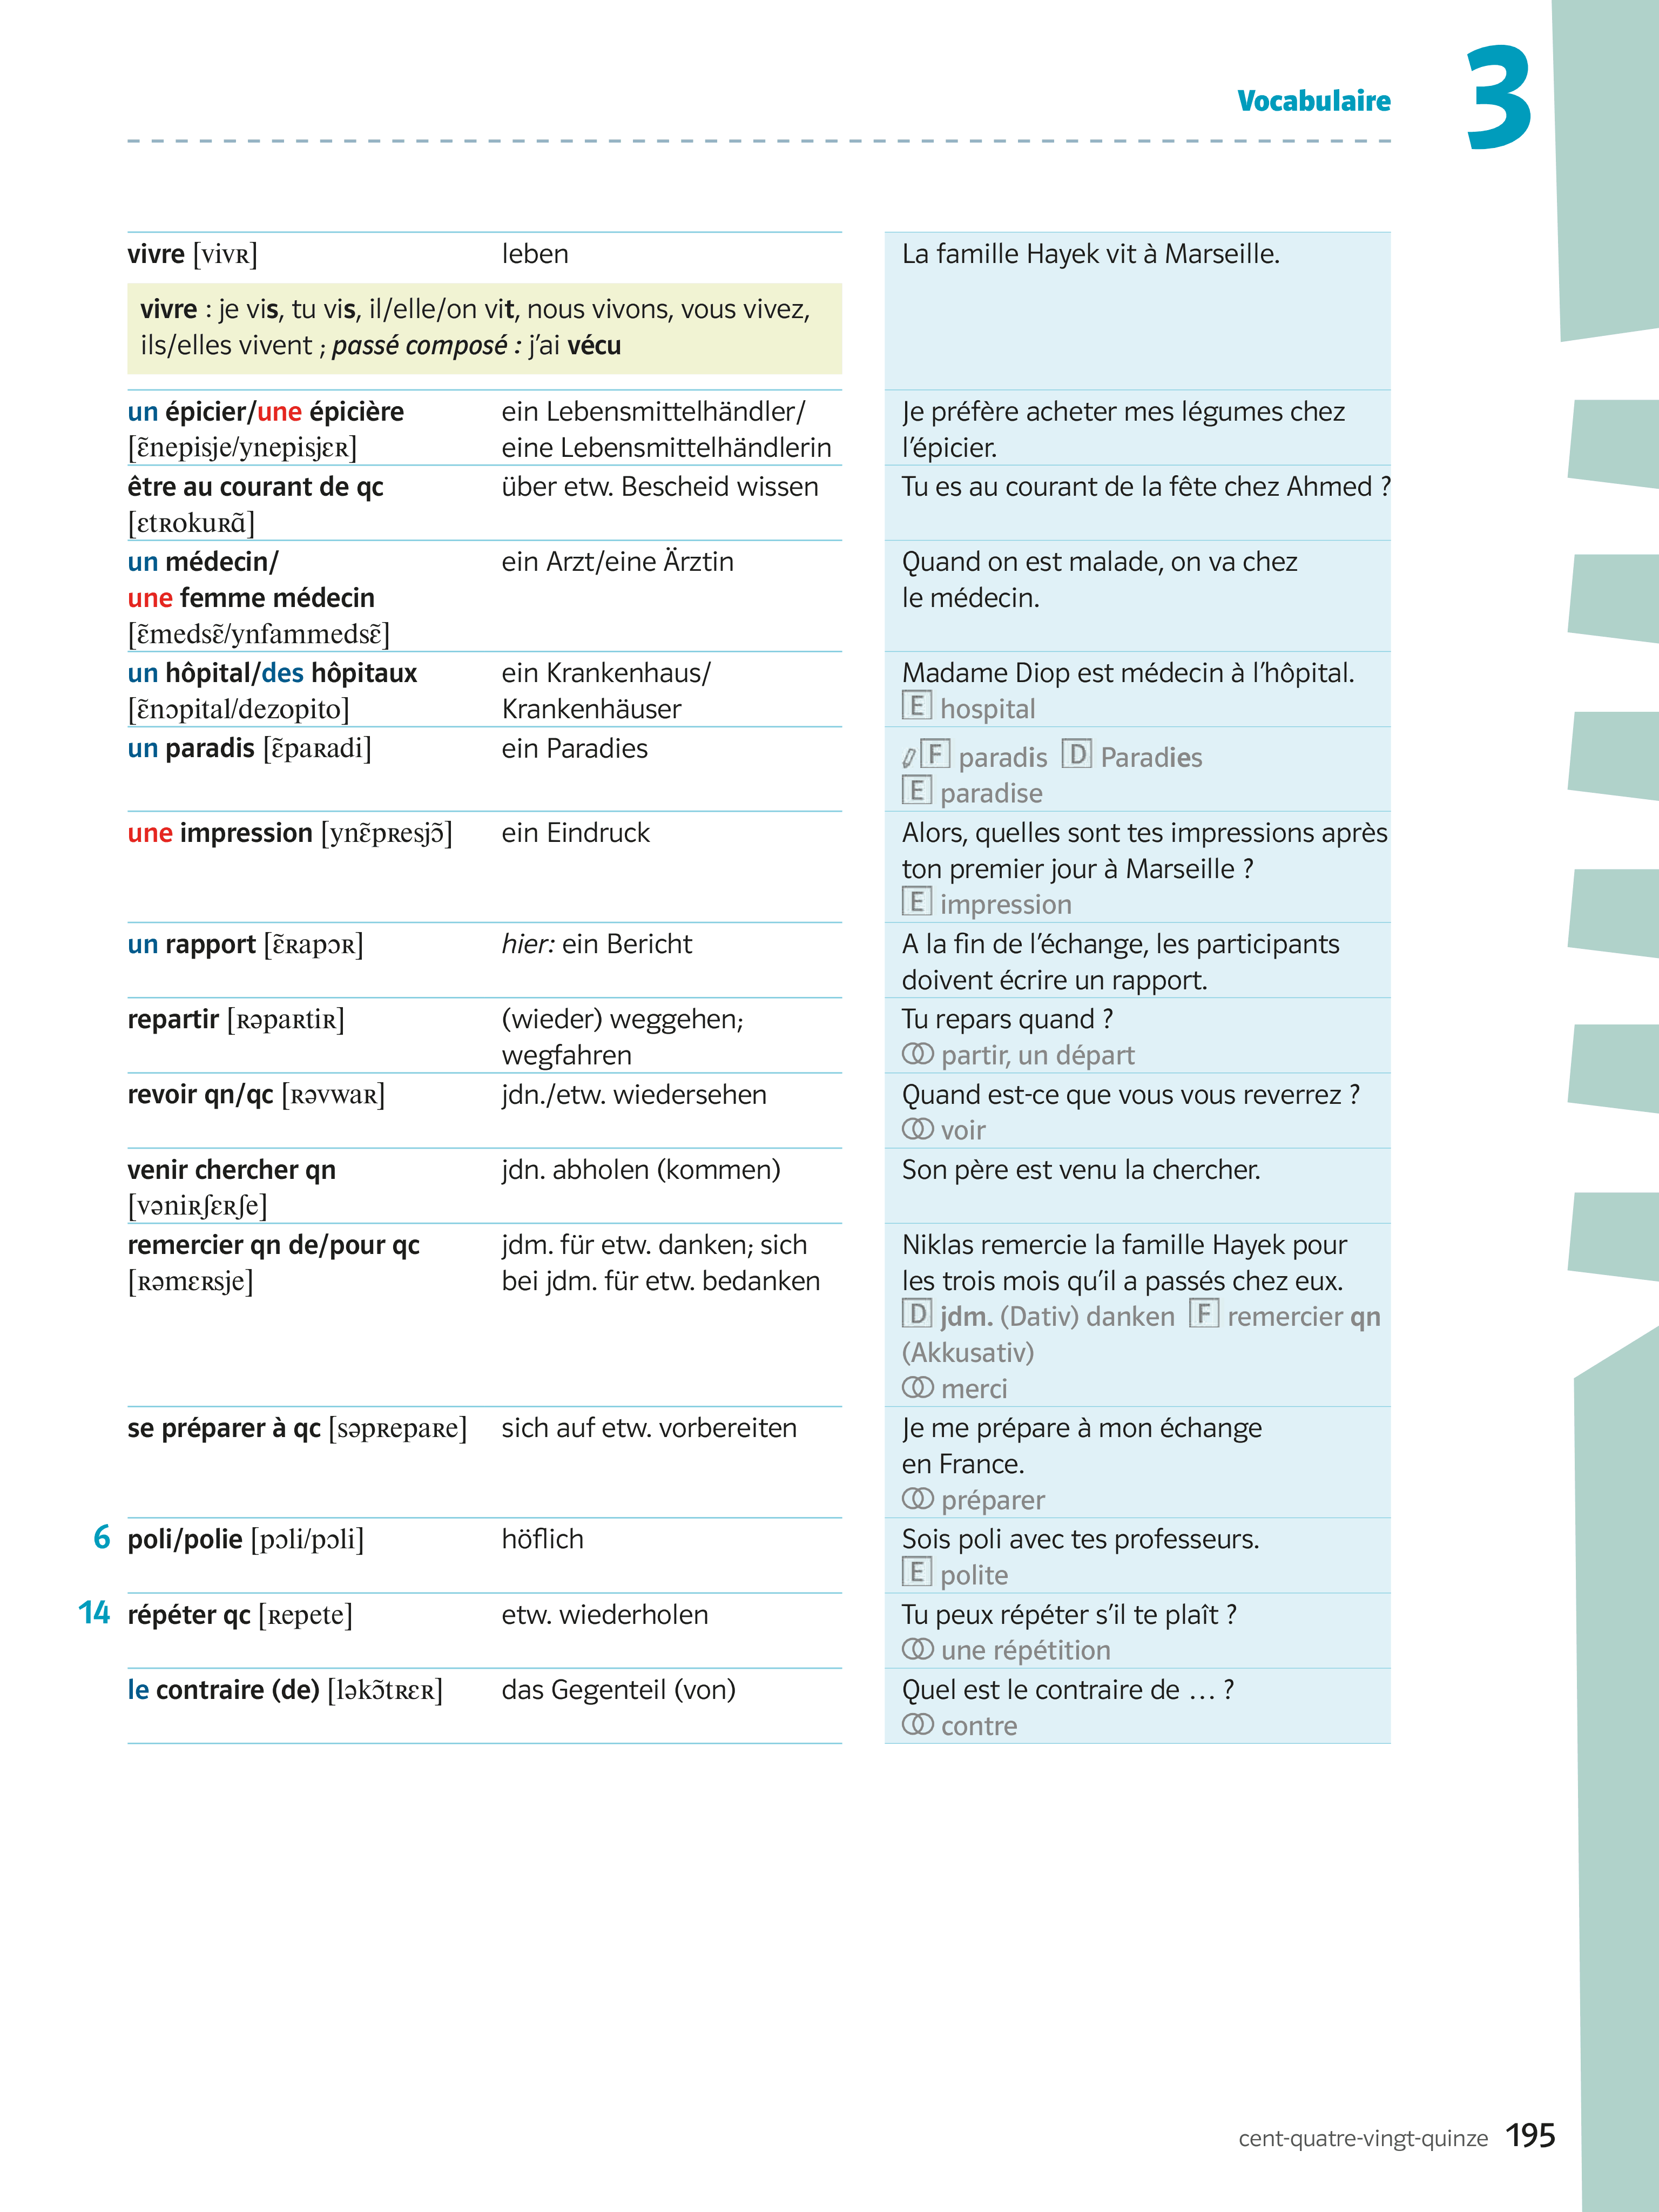 Vocabulaire
3
vivre [vivʀ] leben La famille Hayek vit à Marseille.
vivre : je vis, tu vis, il/elle/on vit, nous vivons, vous vivez,
ils/elles vivent ; passé composé : j’ai vécu
un épicier/une épicière ein Lebensmittelhändler/ Je préfère acheter mes légumes chez
[ɛ̃nepisje/ynepisjɛʀ] eine Lebensmittelhändlerin l’épicier.
être au courant de qc über etw. Bescheid wissen Tu es au courant de la fête chez Ahmed ?
[ɛtʀokuʀɑ̃]
un médecin/ ein Arzt/eine Ärztin Quand on est malade, on va chez
une femme médecin le médecin.
[ɛ̃medsɛ̃/ynfammedsɛ̃]
un hôpital/des hôpitaux ein Krankenhaus/ Madame Diop est médecin à l’hôpital.
[ɛ̃nɔpital/dezopito] Krankenhäuser E hospital
un paradis [ɛ̃paʀadi] ein Paradies F paradis D Paradies
E paradise
une impression [ynɛ̃pʀesjɔ̃] ein Eindruck Alors, quelles sont tes impressions après
ton premier jour à Marseille ?
E impression
un rapport [ɛ̃ʀapɔʀ] hier: ein Bericht A la fin de l’échange, les participants
doivent écrire un rapport.
repartir [ʀəpaʀtiʀ] (wieder) weggehen; Tu repars quand ?
wegfahren partir, un départ
revoir qn/qc [ʀəvwaʀ] jdn./etw. wiedersehen Quand est-ce que vous vous reverrez ?
voir
venir chercher qn jdn. abholen (kommen) Son père est venu la chercher.
[vəniʀʃɛʀʃe]
remercier qn de/pour qc jdm. für etw. danken; sich Niklas remercie la famille Hayek pour
[ʀəmɛʀsje] bei jdm. für etw. bedanken les trois mois qu’il a passés chez eux.
D jdm. (Dativ) danken F remercier qn
(Akkusativ)
merci
se préparer à qc [səpʀepaʀe] sich auf etw. vorbereiten Je me prépare à mon échange
en France.
préparer
6 poli/polie [pɔli/pɔli] höflich Sois poli avec tes professeurs.
E polite
14 répéter qc [ʀepete] etw. wiederholen Tu peux répéter s’il te plaît ?
une répétition
le contraire (de) [ləkɔ̃tʀɛʀ] das Gegenteil (von) Quel est le contraire de … ?
contre
cent-quatre-vingt-quinze 195